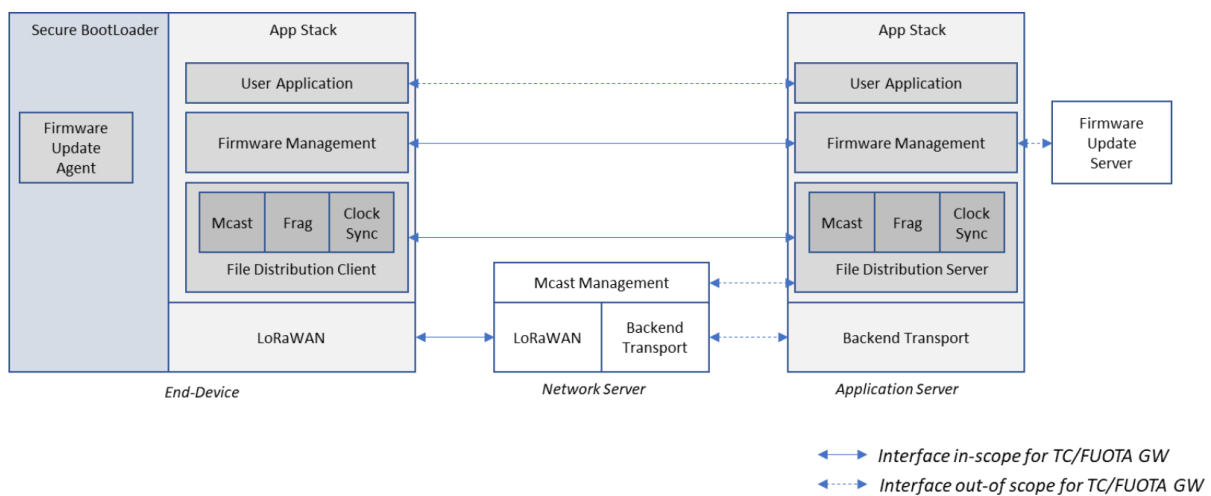 Secure BootLoader
App Stack
App Stack
User Application
User Application
Firmware
Update
Agent
Firmware Management
Firmware Management
Firmware
Update
Server
Mcast
Frag
Clock
Sync
File Distribution Client
Mcast
Frag
Clock
Sync
File Distribution Server
Mcast Management
LoRaWAN
LoRaWAN
Backend
Transport
Backend Transport
End-Device
Network Server
Application Server
Interface in-scope for TC/FUOTA GW
Interface out-of scope for TC/FUOTA GW